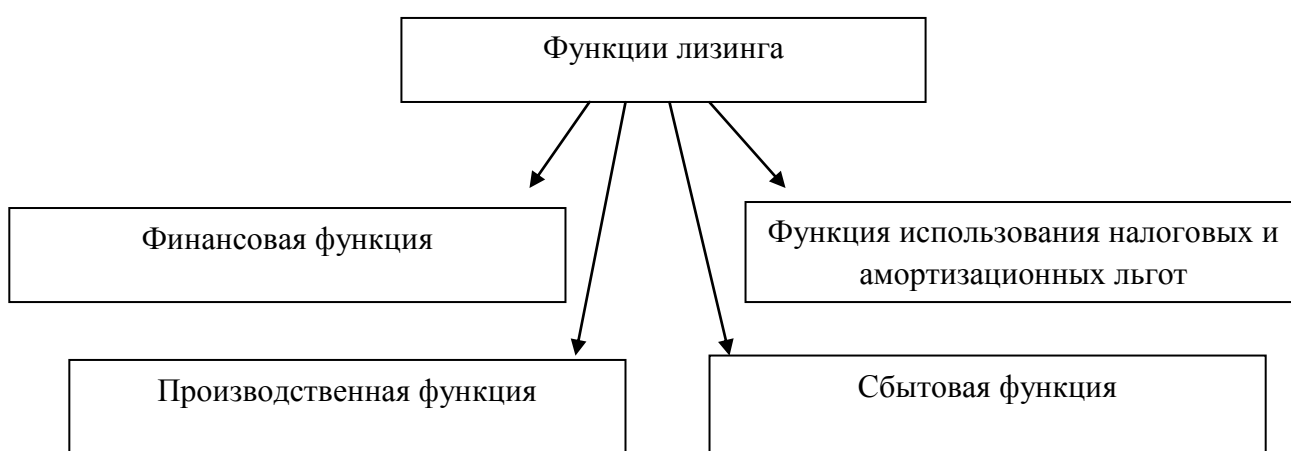 Функции лизинга
Финансовая функция
Функция использования налоговых и
амортизационных льгот
Производственная функция
Сбытовая функция